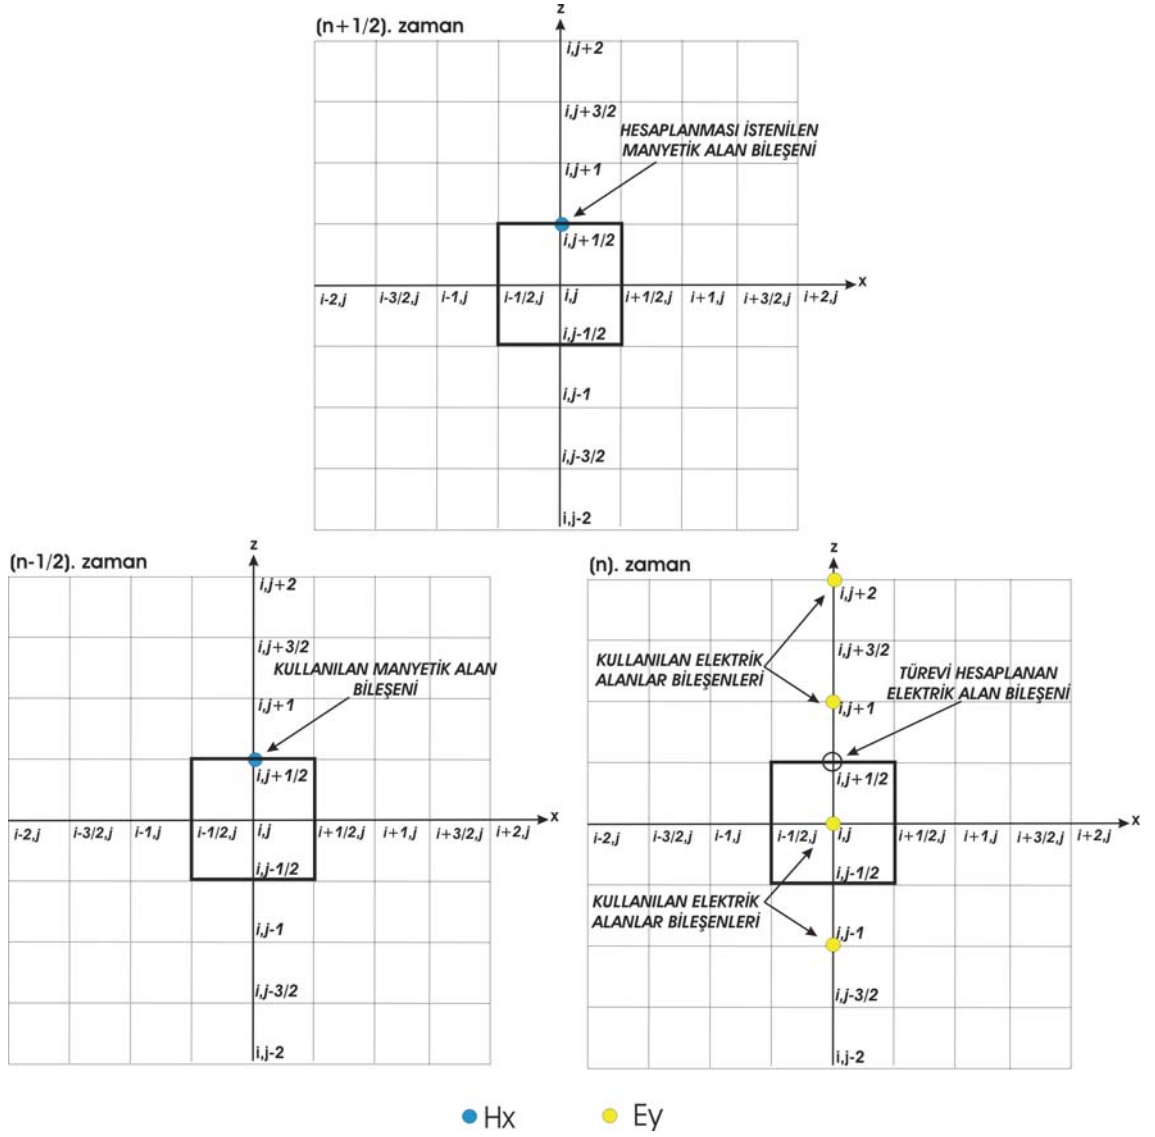 (n+1/2). zaman
z
i,j+2
i,j+3/2
HESAPLANMASI İSTENİLEN
MANYETİK ALAN BİLEŞENİ
i,j+1
i,j+1/2
x
i-2,j i-3/2,j i-1,j i-1/2,j i,j i+1/2,j i+1,j i+3/2,j i+2,j
i,j-1/2
i,j-1
i,j-3/2
i,j-2
(n-1/2). zaman
z
i,j+2
i,j+3/2
KULLANILAN MANYETİK ALAN
BİLEŞENİ
i,j+1
i,j+1/2
x
i-2,j i-3/2,j i-1,j i-1/2,j i,j i+1/2,j i+1,j i+3/2,j i+2,j
i,j-1/2
i,j-1
i,j-3/2
i,j-2
(n). zaman
z
i,j+2
i,j+3/2
KULLANILAN ELEKTRİK
ALANLAR BİLEŞENLERİ
TÜREVİ HESAPLANAN
ELEKTRİK ALAN BİLEŞENİ
i,j+1
i,j+1/2
x
i-2,j i-3/2,j i-1,j i-1/2,j i,j i+1/2,j i+1,j i+3/2,j i+2,j
i,j-1/2
KULLANILAN ELEKTRİK
ALANLAR BİLEŞENLERİ
i,j-1
i,j-3/2
i,j-2
Hx Ey